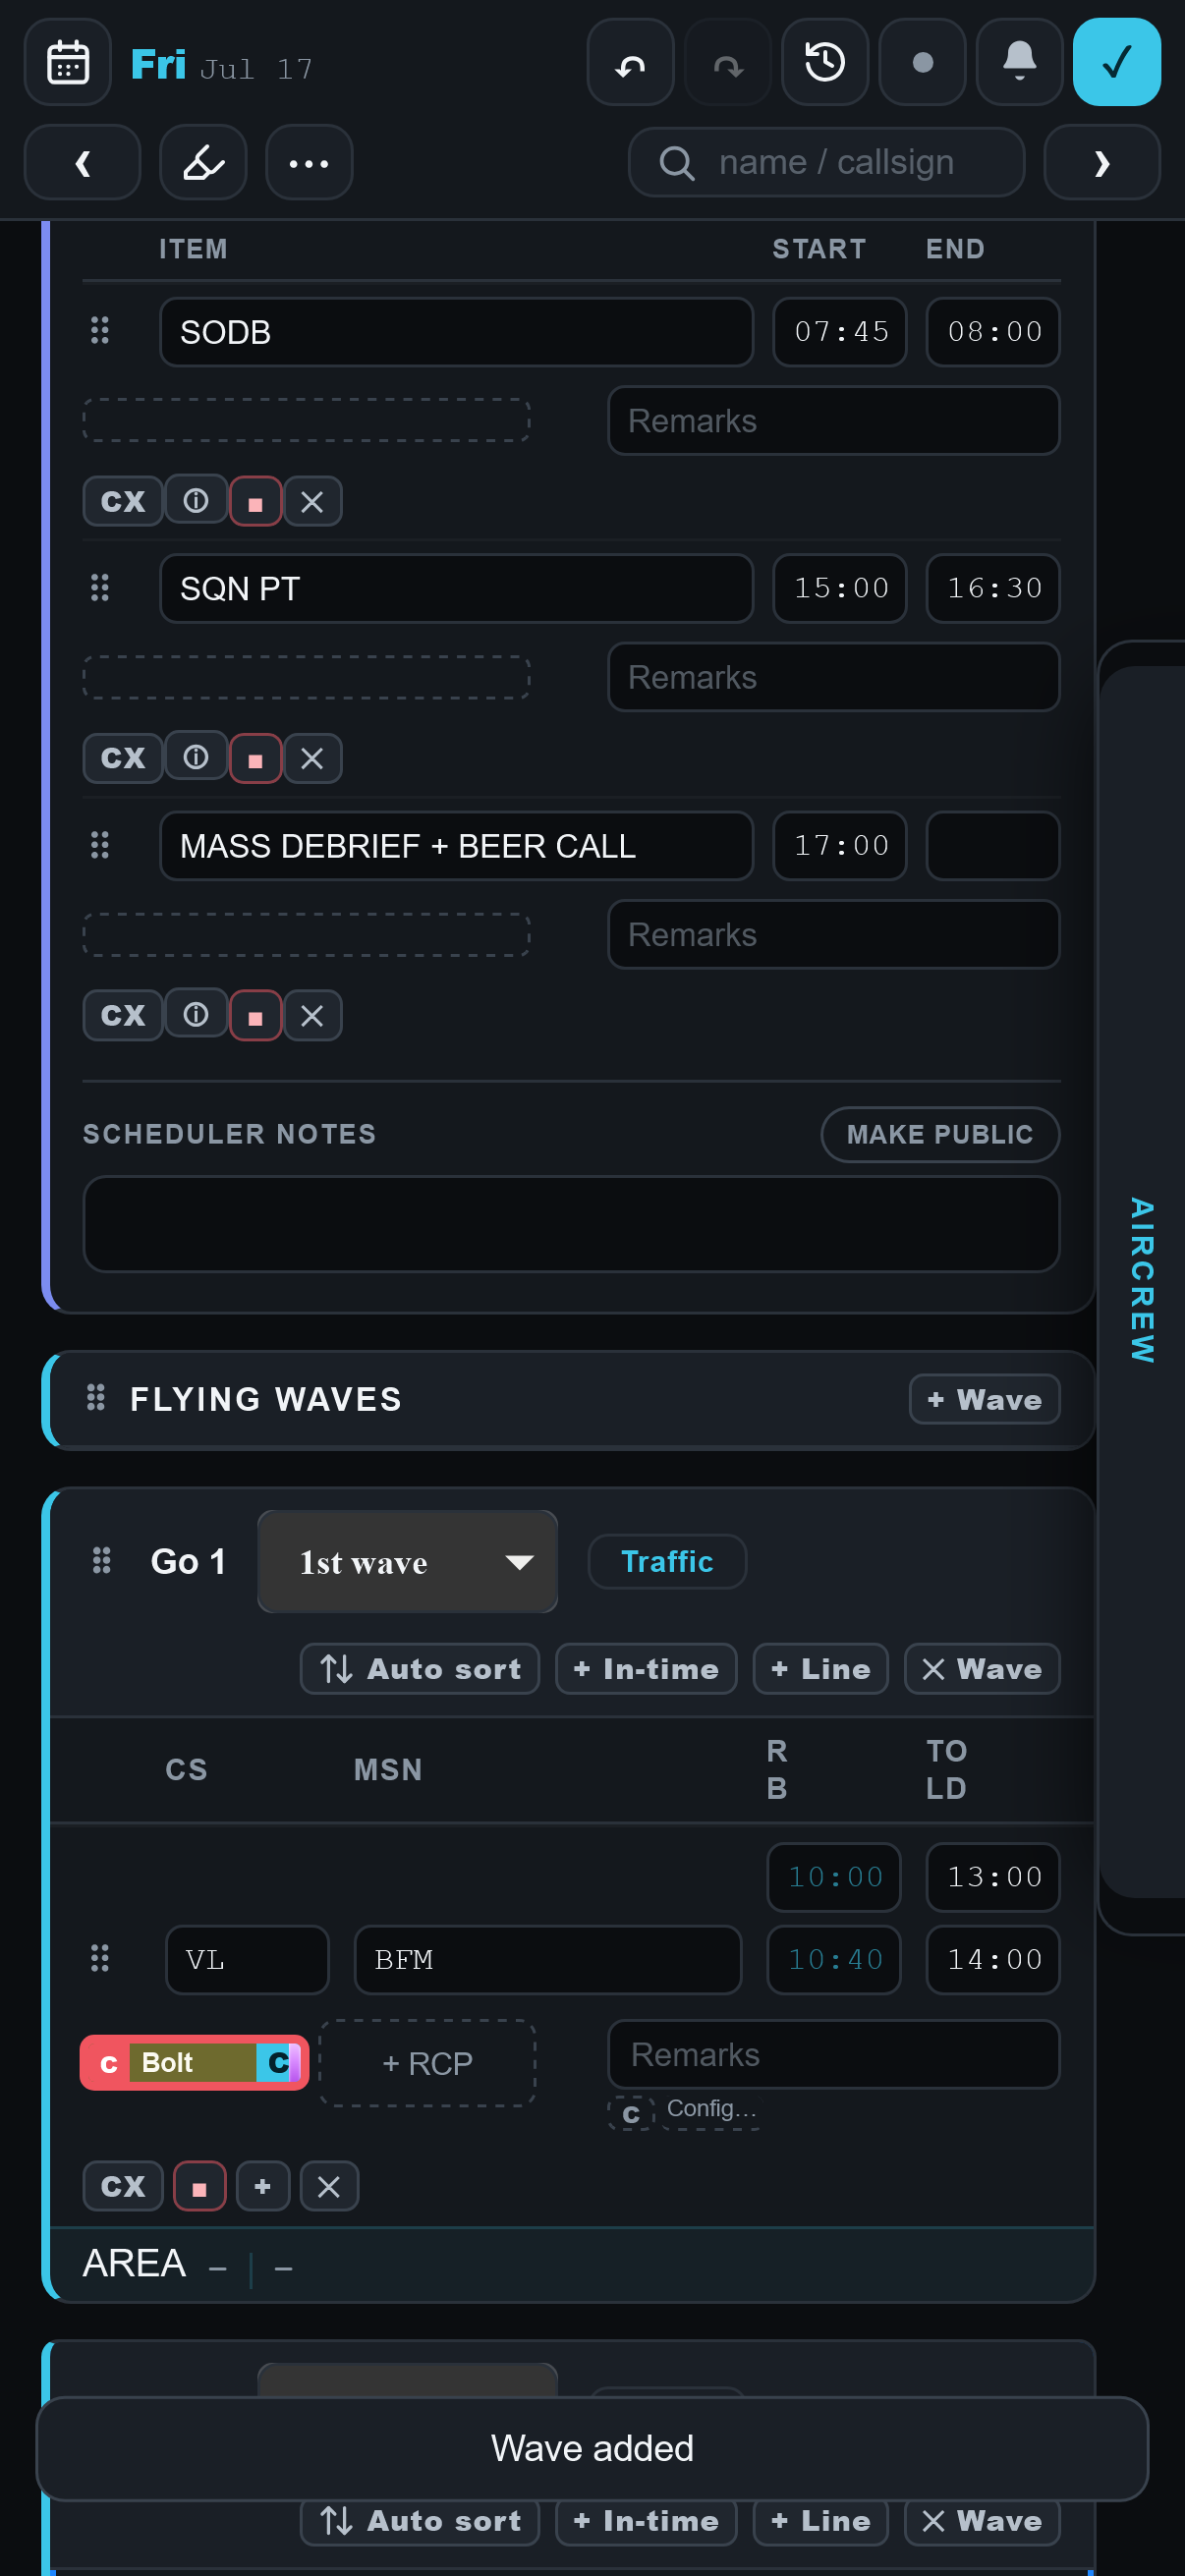 Fri Jul 17
name / callsign
ITEM START END
SODB 07:45 08:00
Remarks
CX
SQN PT 15:00 16:30
Remarks
CX
MASS DEBRIEF + BEER CALL 17:00
Remarks
CX
SCHEDULER NOTES MAKE PUBLIC
AIRCREW
FLYING WAVES + Wave
Go 1 1st wave Traffic
Auto sort + In-time + Line × Wave
CS MSN R TO
B LD
10:00 13:00
VL BFM 10:40 14:00
C Bolt C + RCP Remarks
C Config...
CX + ×
AREA – | –
Wave added
Auto sort + In-time + Line × Wave